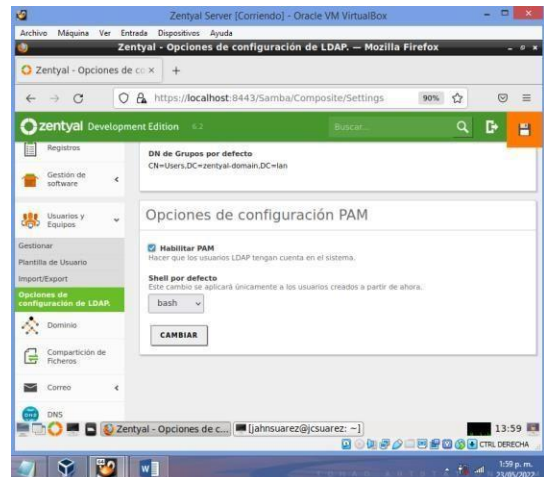 Zentyal Server [Corriendo] - Oracle VM VirtualBox
Archivo Máquina Ver Entrada Dispositivos Ayuda
Zentyal - Opciones de configuración de LDAP. — Mozilla Firefox
Zentyal - Opciones de co
https://localhost:8443/Samba/Composite/Settings 90%
zentyal Development Edition 6.2 Buscar...
Registros
Gestión de software
Usuarios y Equipos
Gestionar
Plantilla de Usuario
Import/Export
Opciones de configuración de LDAP.
Dominio
Compartición de Ficheros
Correo
DNS
DN de Grupos por defecto
CN=Users,DC=zentyal-domain,DC=lan
Opciones de configuración PAM
Habilitar PAM
Hacer que los usuarios LDAP tengan cuenta en el sistema.
Shell por defecto
Este cambio se aplicará únicamente a los usuarios creados a partir de ahora.
bash
CAMBIAR
Zentyal - Opciones de c... [jahnsuarez@jcsuarez: ~] 13:59
CTRL DERECHA
1:59 p. m.
23/05/2022